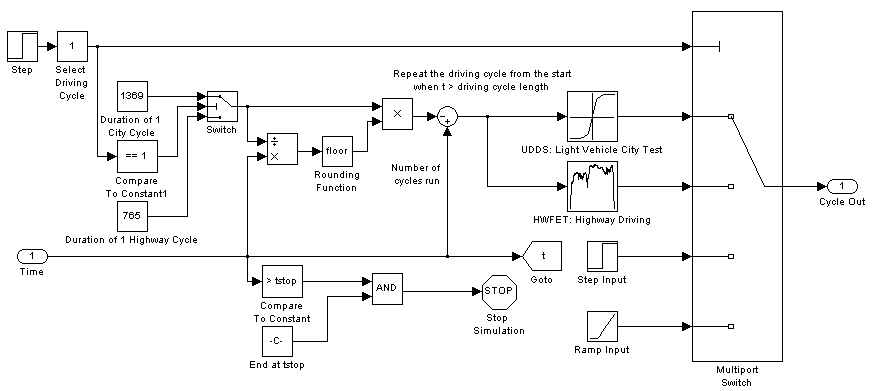 Step
1
Select
Driving
Cycle
1369
Duration of 1
City Cycle
Switch
== 1
Compare
To Constant1
765
Duration of 1 Highway Cycle
÷
×
floor
Rounding
Function
×
Repeat the driving cycle from the start
when t > driving cycle length
Number of
cycles run
UDDS: Light Vehicle City Test
HWFET: Highway Driving
1
Time
t
Goto
> tstop
Compare
To Constant
-C-
End at tstop
AND
STOP
Stop
Simulation
Step Input
Ramp Input
Multiport
Switch
1
Cycle Out